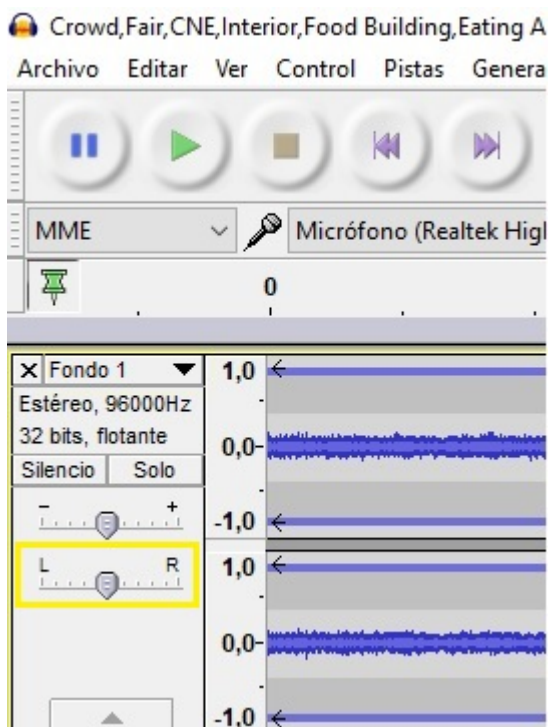 Crowd,Fair,CNE,Interior,Food Building,Eating A
Archivo Editar Ver Control Pistas Genera
MME Micrófono (Realtek Higl
0
X Fondo 1 1,0
Estéreo, 96000Hz
32 bits, flotante 0,0-
Silencio Solo
- + -1,0
L R 1,0
0,0-
-1,0